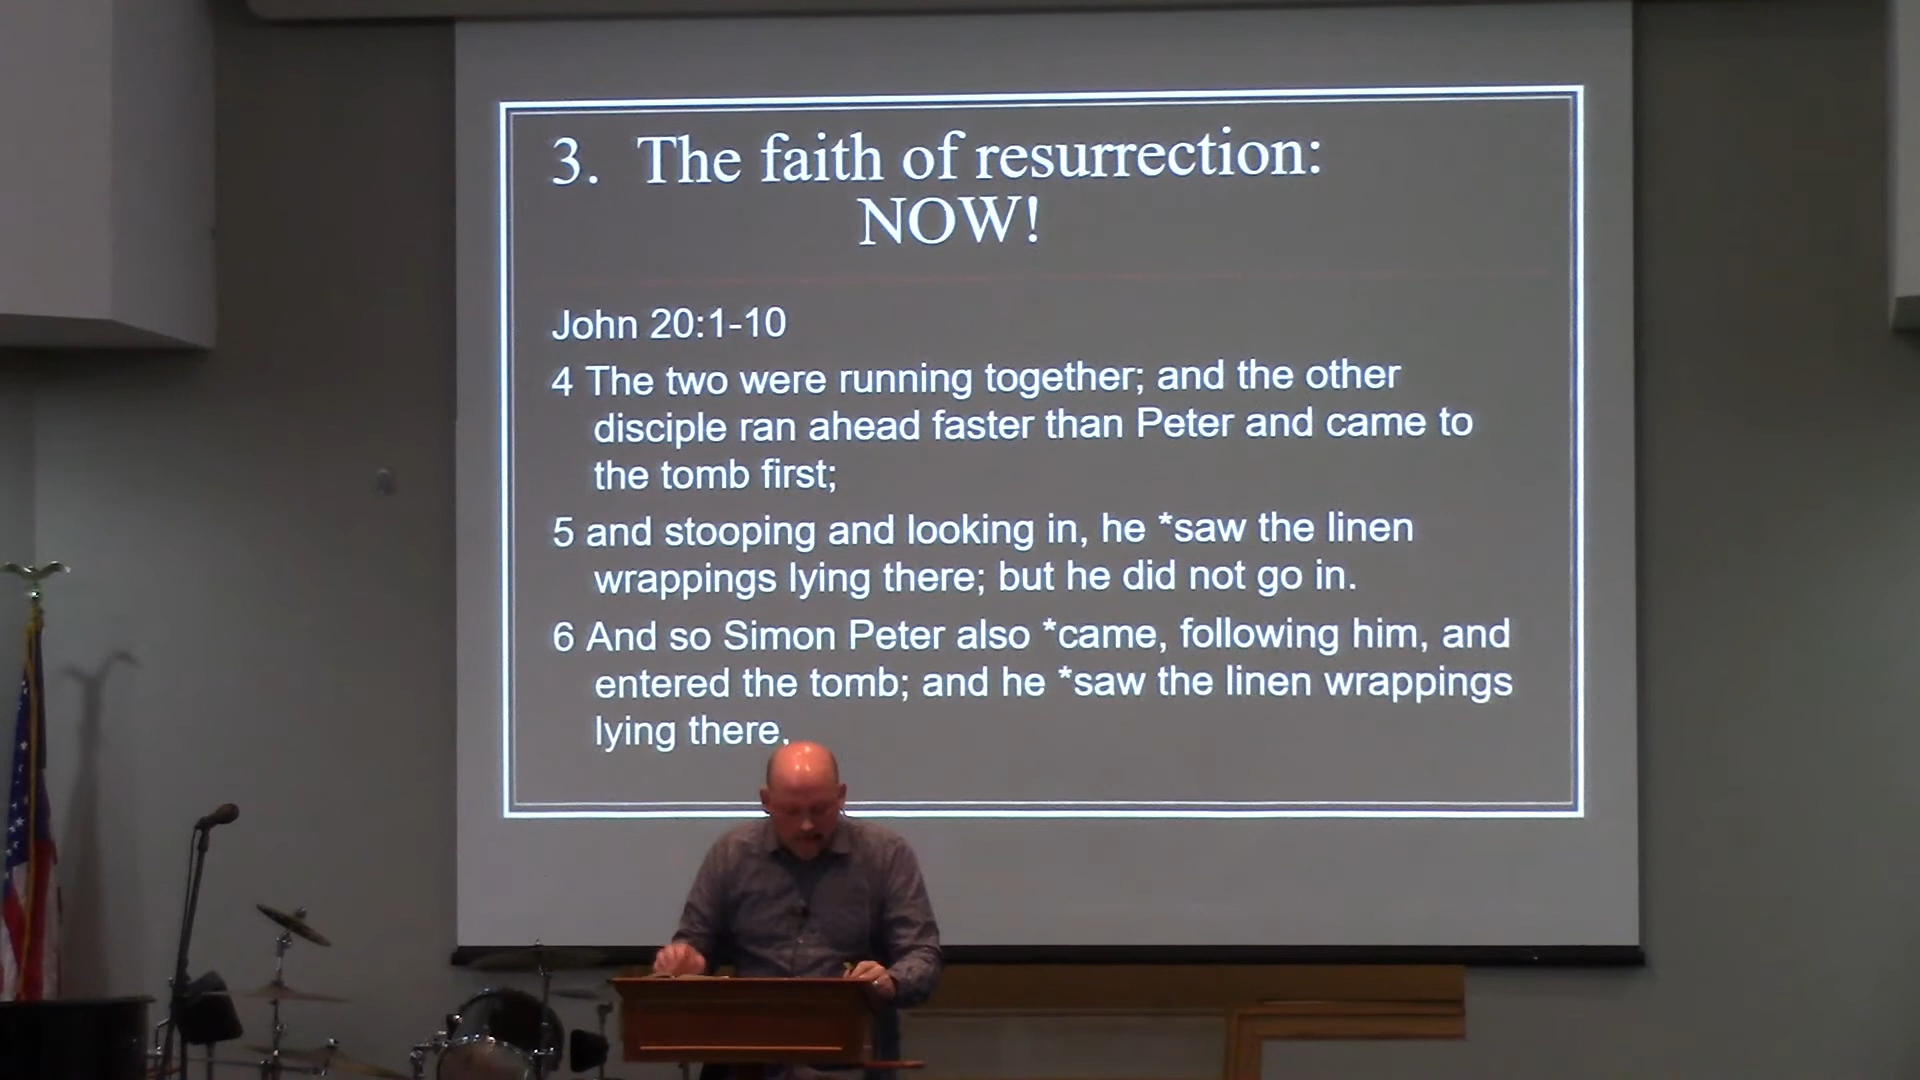 3. The faith of resurrection:
NOW!
John 20:1-10
4 The two were running together; and the other
disciple ran ahead faster than Peter and came to
the tomb first;
5 and stooping and looking in, he *saw the linen
wrappings lying there; but he did not go in.
6 And so Simon Peter also *came, following him, and
entered the tomb; and he *saw the linen wrappings
lying there,